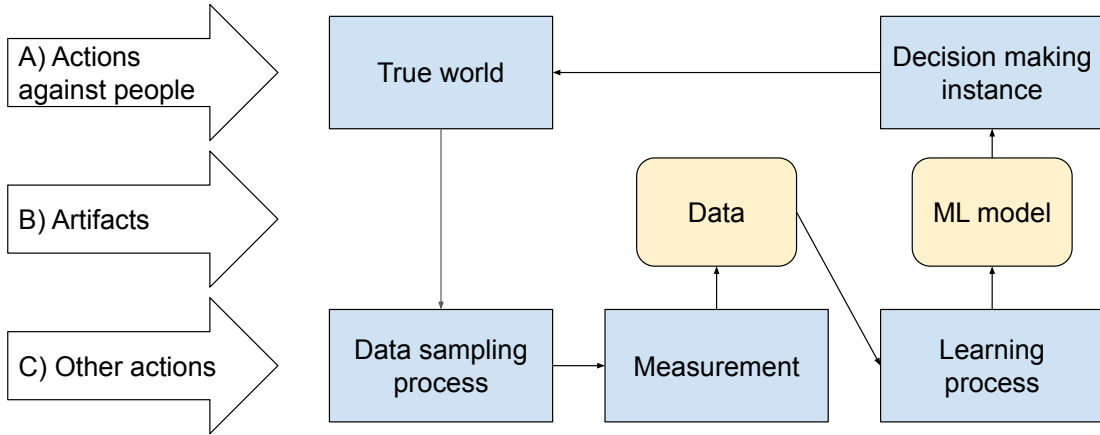 A) Actions
against people
True world
Decision making
instance
B) Artifacts
Data
ML model
C) Other actions
Data sampling
process
Measurement
Learning
process